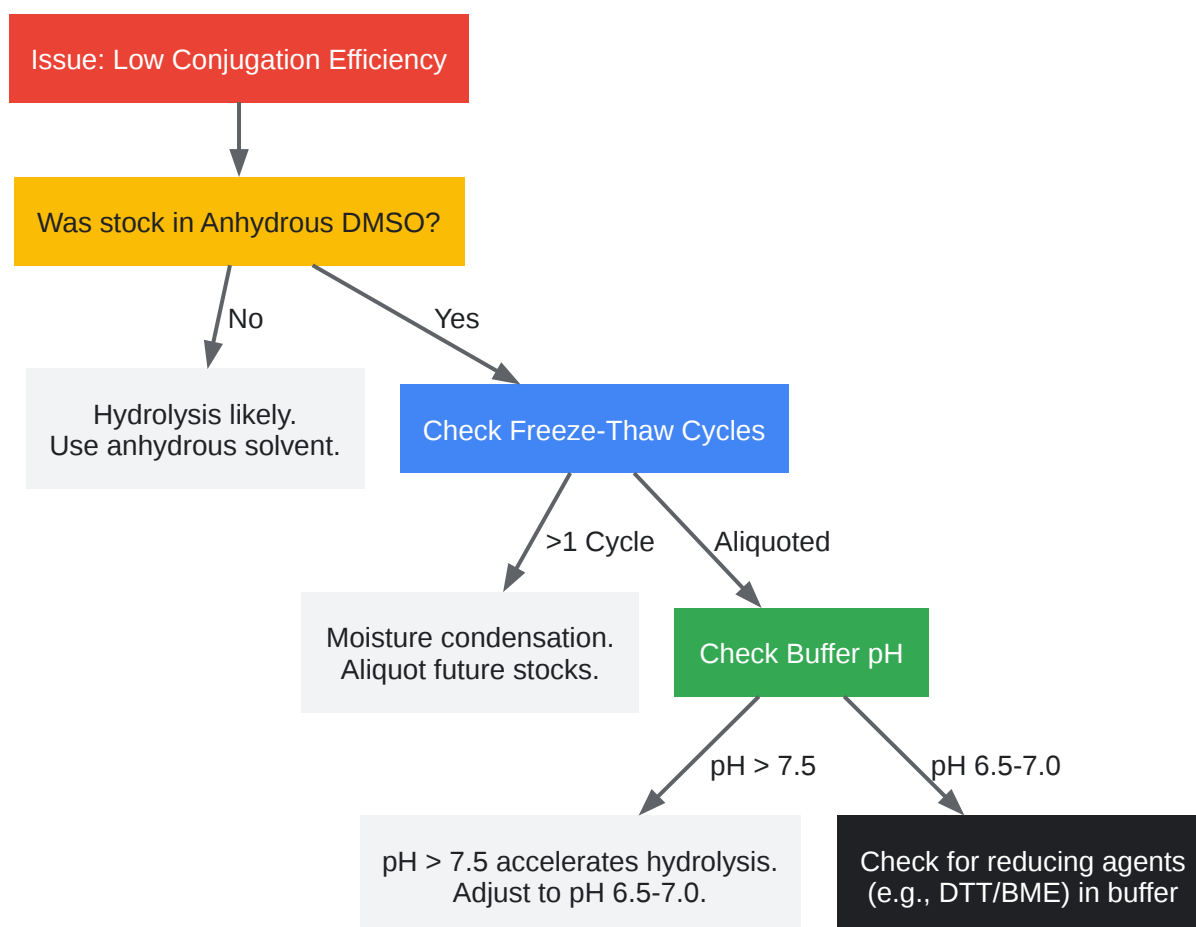 Issue: Low Conjugation Efficiency
Was stock in Anhydrous DMSO?
No
Yes
Hydrolysis likely.
Use anhydrous solvent.
Check Freeze-Thaw Cycles
>1 Cycle
Aliquoted
Moisture condensation.
Aliquot future stocks.
Check Buffer pH
pH > 7.5
pH 6.5-7.0
pH > 7.5 accelerates hydrolysis.
Adjust to pH 6.5-7.0.
Check for reducing agents
(e.g., DTT/BME) in buffer